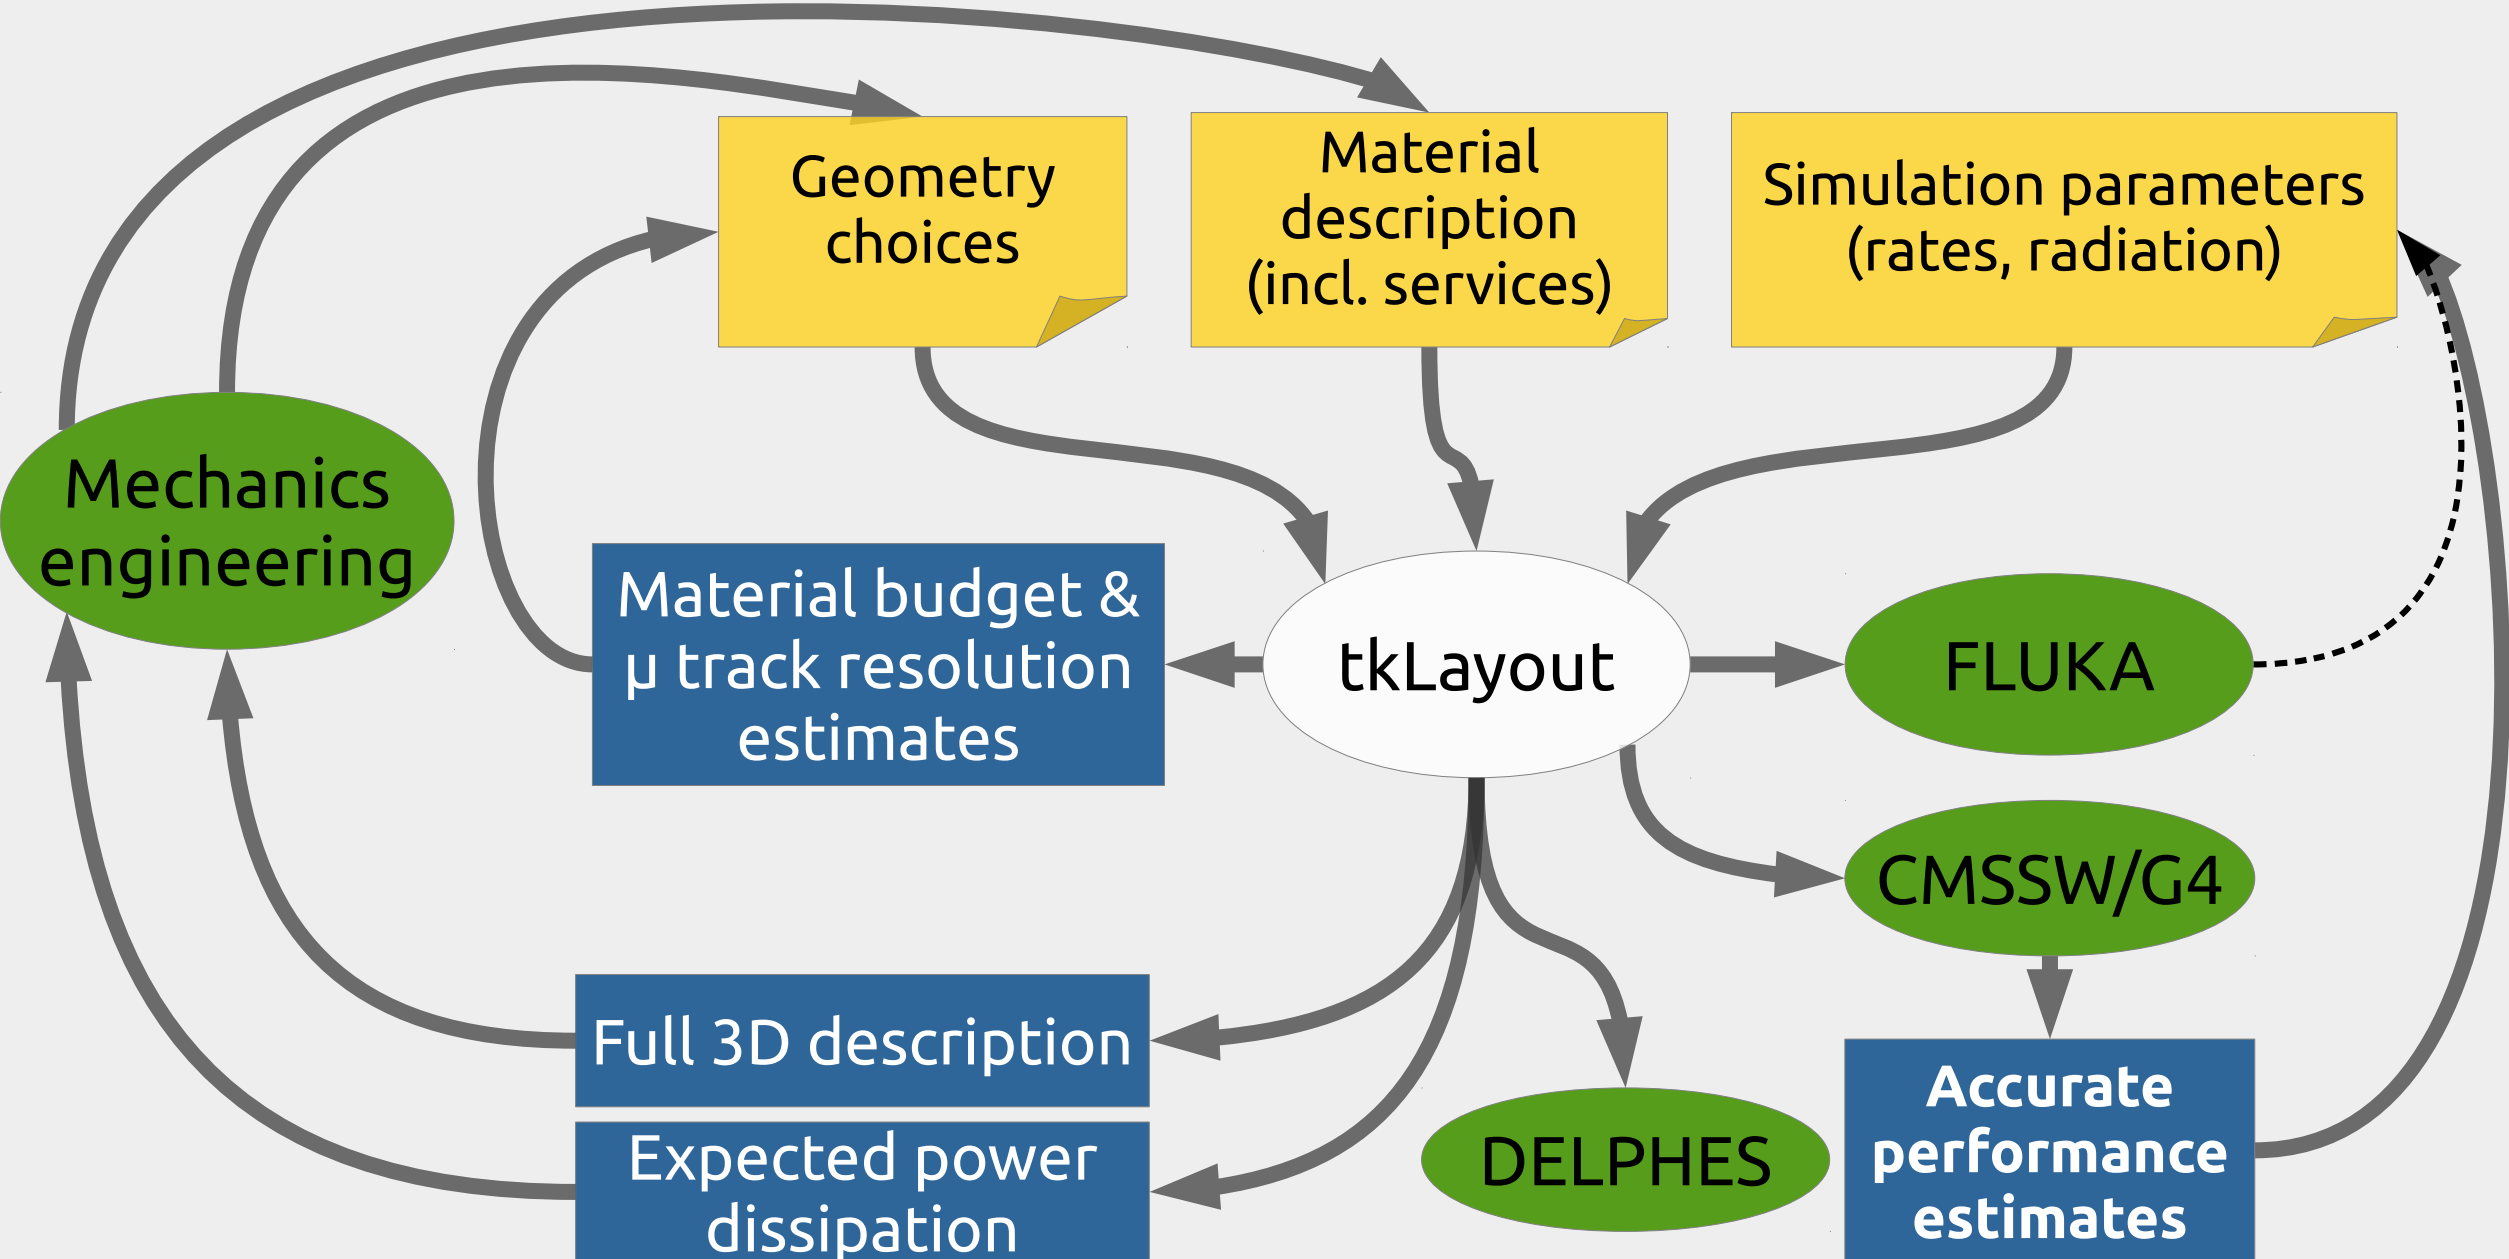 Geometry
choices
Material
description
(incl. services)
Simulation parameters
(rates, radiation)
Mechanics
engineering
Material budget &
μ track resolution
estimates
tkLayout
FLUKA
CMSSW/G4
Full 3D description
Expected power
dissipation
DELPHES
Accurate
performance
estimates